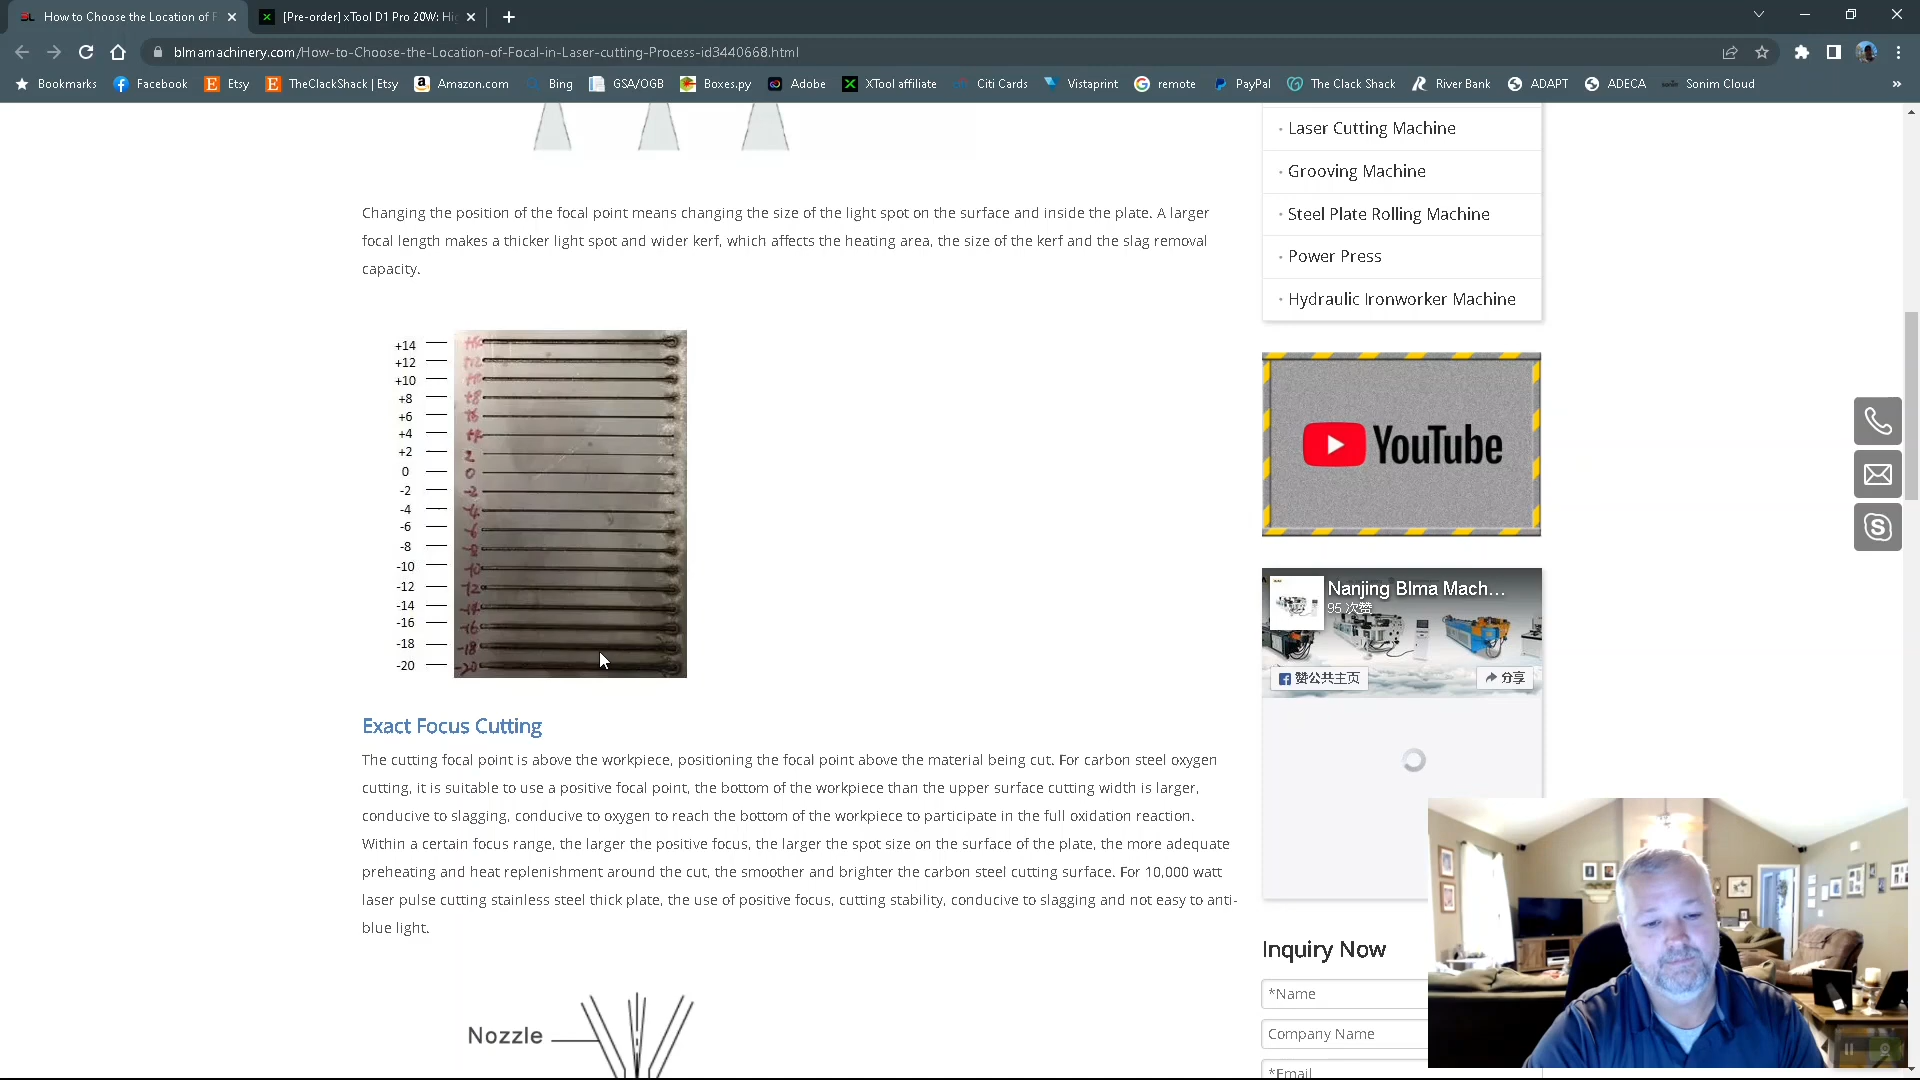 How to Choose the Location of F
[Pre-order] xTool D1 Pro 20W: Hi
blmamachinery.com/How-to-Choose-the-Location-of-Focal-in-Laser-cutting-Process-id3440668.html
Bookmarks Facebook Etsy TheClackShack | Etsy Amazon.com Bing GSA/OGB Boxes.py Adobe XTool affiliate Citi Cards Vistaprint remote PayPal The Clack Shack River Bank ADAPT ADECA Sonim Cloud »
Changing the position of the focal point means changing the size of the light spot on the surface and inside the plate. A larger
focal length makes a thicker light spot and wider kerf, which affects the heating area, the size of the kerf and the slag removal
capacity.
+14
+12
+10
+8
+6
+4
+2
0
-2
-4
-6
-8
-10
-12
-14
-16
-18
-20
Exact Focus Cutting
The cutting focal point is above the workpiece, positioning the focal point above the material being cut. For carbon steel oxygen
cutting, it is suitable to use a positive focal point, the bottom of the workpiece than the upper surface cutting width is larger,
conducive to slagging, conducive to oxygen to reach the bottom of the workpiece to participate in the full oxidation reaction.
Within a certain focus range, the larger the positive focus, the larger the spot size on the surface of the plate, the more adequate
preheating and heat replenishment around the cut, the smoother and brighter the carbon steel cutting surface. For 10,000 watt
laser pulse cutting stainless steel thick plate, the use of positive focus, cutting stability, conducive to slagging and not easy to anti-
blue light.
Nozzle
Laser Cutting Machine
Grooving Machine
Steel Plate Rolling Machine
Power Press
Hydraulic Ironworker Machine
YouTube
Nanjing Blma Mach...
95 次赞
赞公共主页
分享
Inquiry Now
*Name
Company Name
*Email